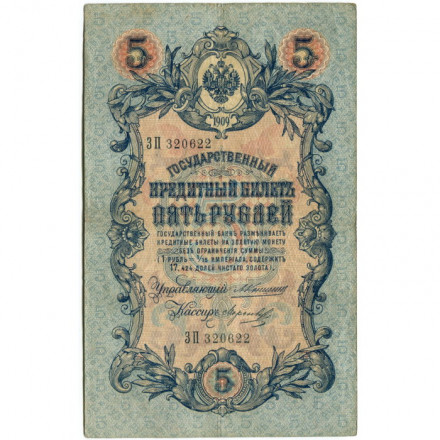 5 5
1909
ЗП 320622
ГОСУДАРСТВЕННЫЙ
КРЕДИТНЫЙ БИЛЕТЪ
ПЯТЬ РУБЛЕЙ
ГОСУДАРСТВЕННЫЙ БАНКЪ РАЗМѢНИВАЕТЪ
КРЕДИТНЫЕ БИЛЕТЫ НА ЗОЛОТУЮ МОНЕТУ
БЕЗЪ ОГРАНИЧЕНІЯ СУММЫ
(1 РУБЛЬ = 1/15 ИМПЕРІАЛА, СОДЕРЖИТЪ
17,424 ДОЛЕЙ ЧИСТАГО ЗОЛОТА).
Управляющій
Кассиръ
ЗП 320622
5